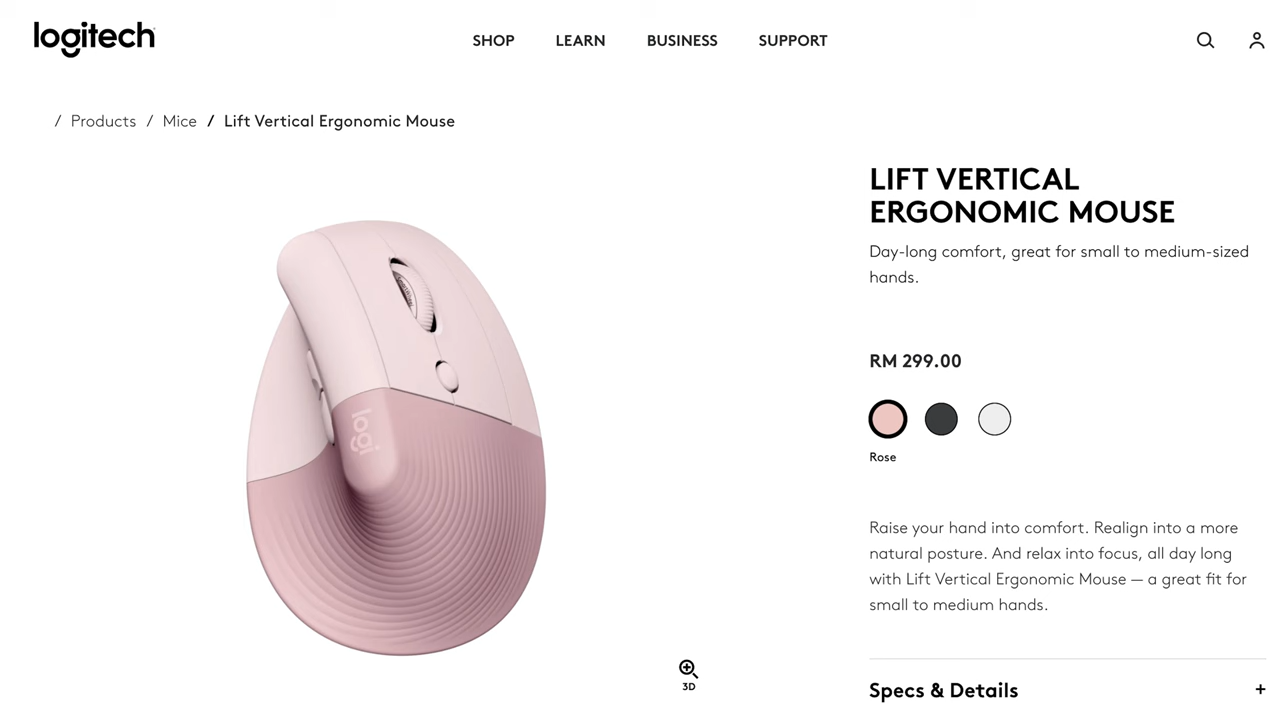 logitech
SHOP LEARN BUSINESS SUPPORT
/ Products / Mice / Lift Vertical Ergonomic Mouse
logi
3D
LIFT VERTICAL
ERGONOMIC MOUSE
Day-long comfort, great for small to medium-sized
hands.
RM 299.00
Rose
Raise your hand into comfort. Realign into a more
natural posture. And relax into focus, all day long
with Lift Vertical Ergonomic Mouse — a great fit for
small to medium hands.
Specs & Details +